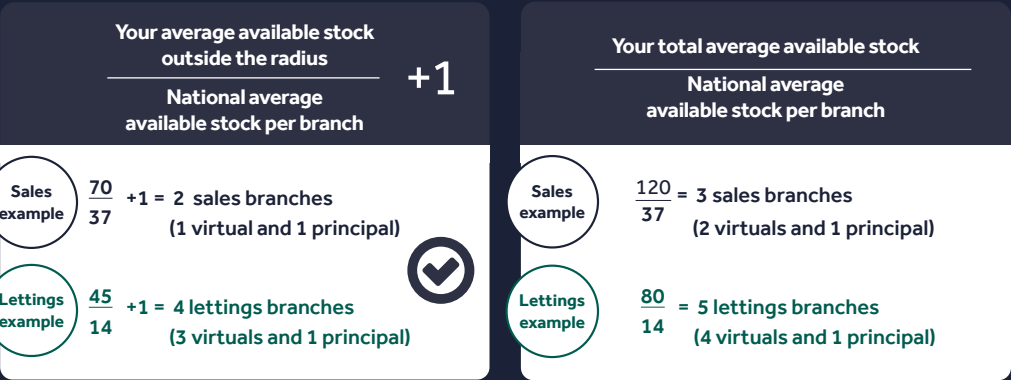 Your average available stock
outside the radius
National average
available stock per branch
+1
Sales
example
70
37
+1 = 2 sales branches
(1 virtual and 1 principal)
Lettings
example
45
14
+1 = 4 lettings branches
(3 virtuals and 1 principal)
Your total average available stock
National average
available stock per branch
Sales
example
120
37
= 3 sales branches
(2 virtuals and 1 principal)
Lettings
example
80
14
= 5 lettings branches
(4 virtuals and 1 principal)